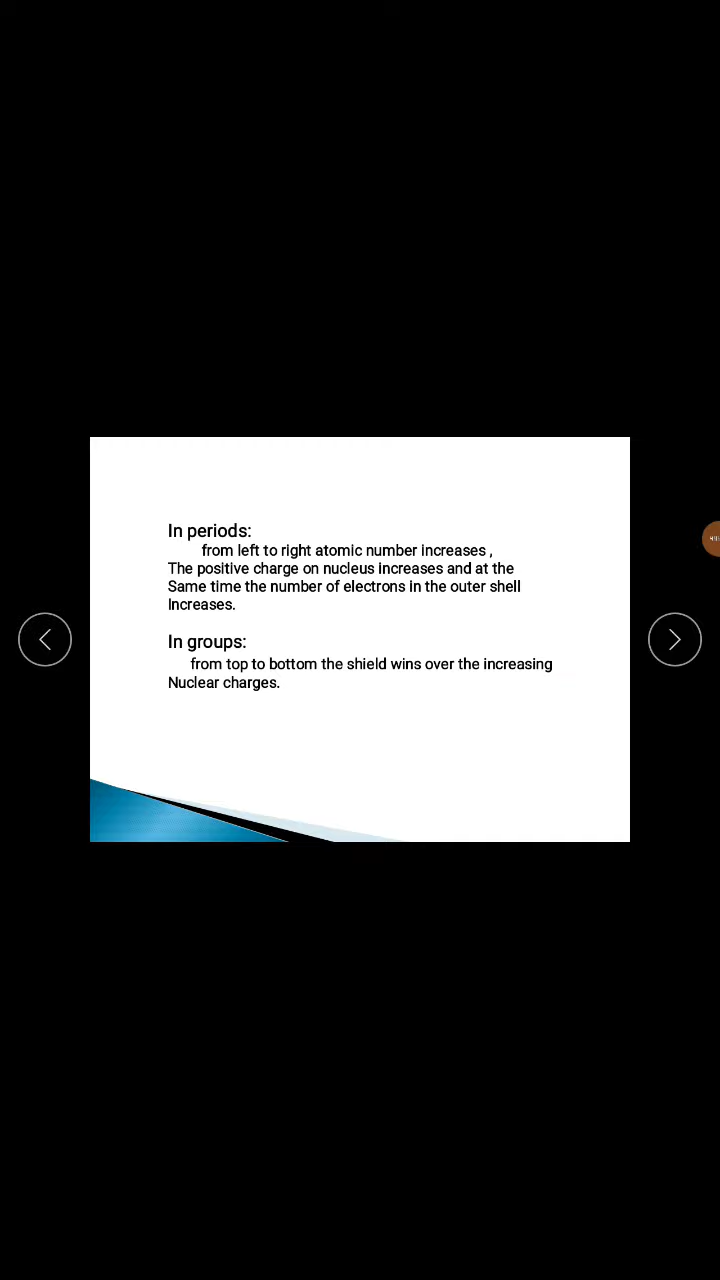 In periods:
from left to right atomic number increases ,
The positive charge on nucleus increases and at the
Same time the number of electrons in the outer shell
Increases.
In groups:
from top to bottom the shield wins over the increasing
Nuclear charges.